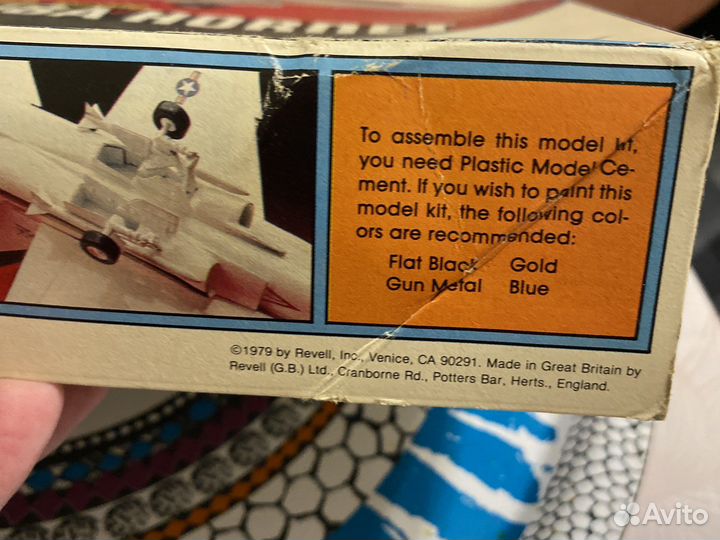 HORNET
To assemble this model kit,
you need Plastic Model Ce-
ment. If you wish to paint this
model kit, the following col-
ors are recommended:
Flat Black Gold
Gun Metal Blue
©1979 by Revell, Inc., Venice, CA 90291. Made in Great Britain by
Revell (G.B.) Ltd., Cranborne Rd., Potters Bar, Herts., England.
Avito